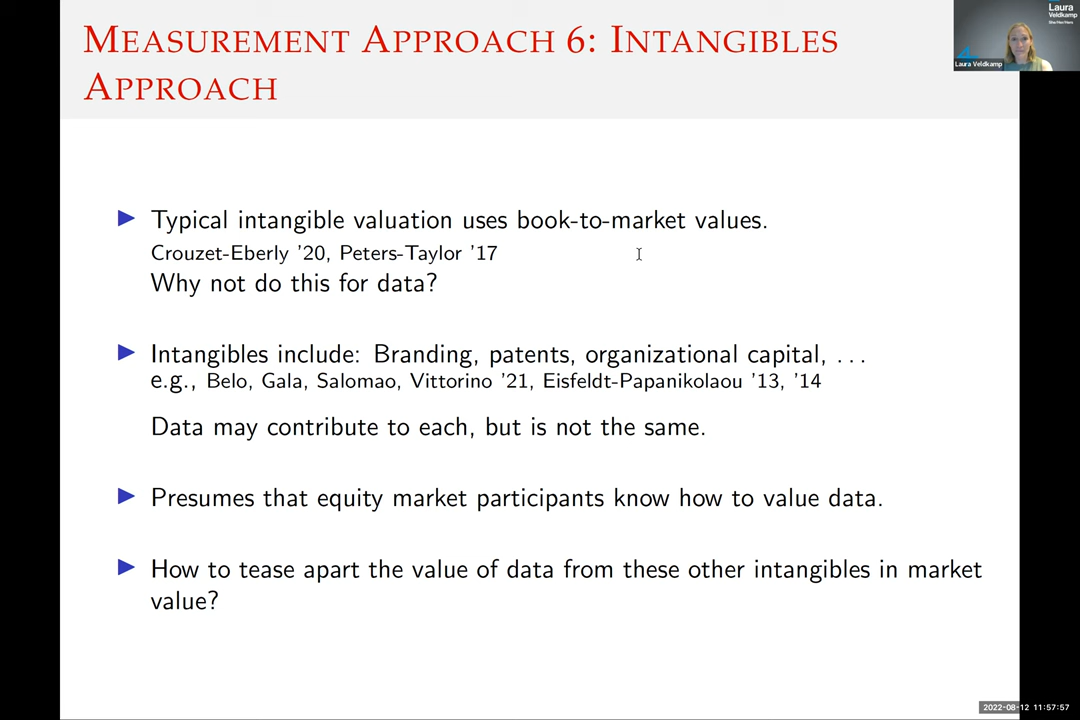 MEASUREMENT APPROACH 6: INTANGIBLES
APPROACH
Laura
Veldkamp
Laura Veldkamp
▶ Typical intangible valuation uses book-to-market values.
Crouzet-Eberly '20, Peters-Taylor '17
Why not do this for data?
▶ Intangibles include: Branding, patents, organizational capital, ...
e.g., Belo, Gala, Salomao, Vittorino '21, Eisfeldt-Papanikolaou '13, '14
Data may contribute to each, but is not the same.
▶ Presumes that equity market participants know how to value data.
▶ How to tease apart the value of data from these other intangibles in market
value?
2022-08-12 11:57:57